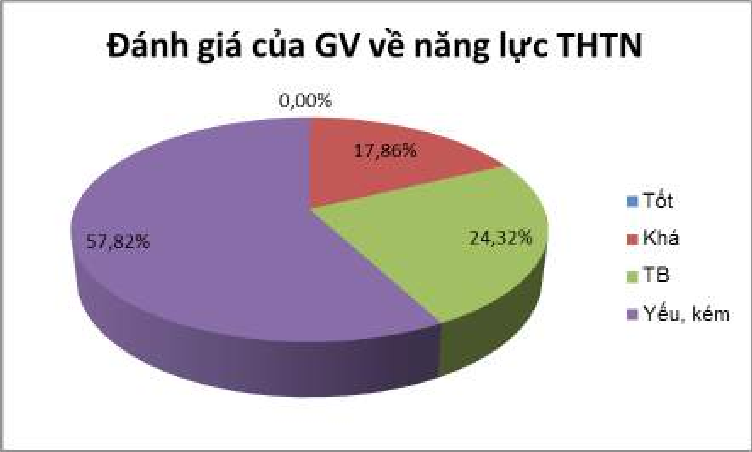 Đánh giá của GV về năng lực THTN
0,00%
17,86%
57,82%
24,32%
Tốt
Khá
TB
Yếu, kém